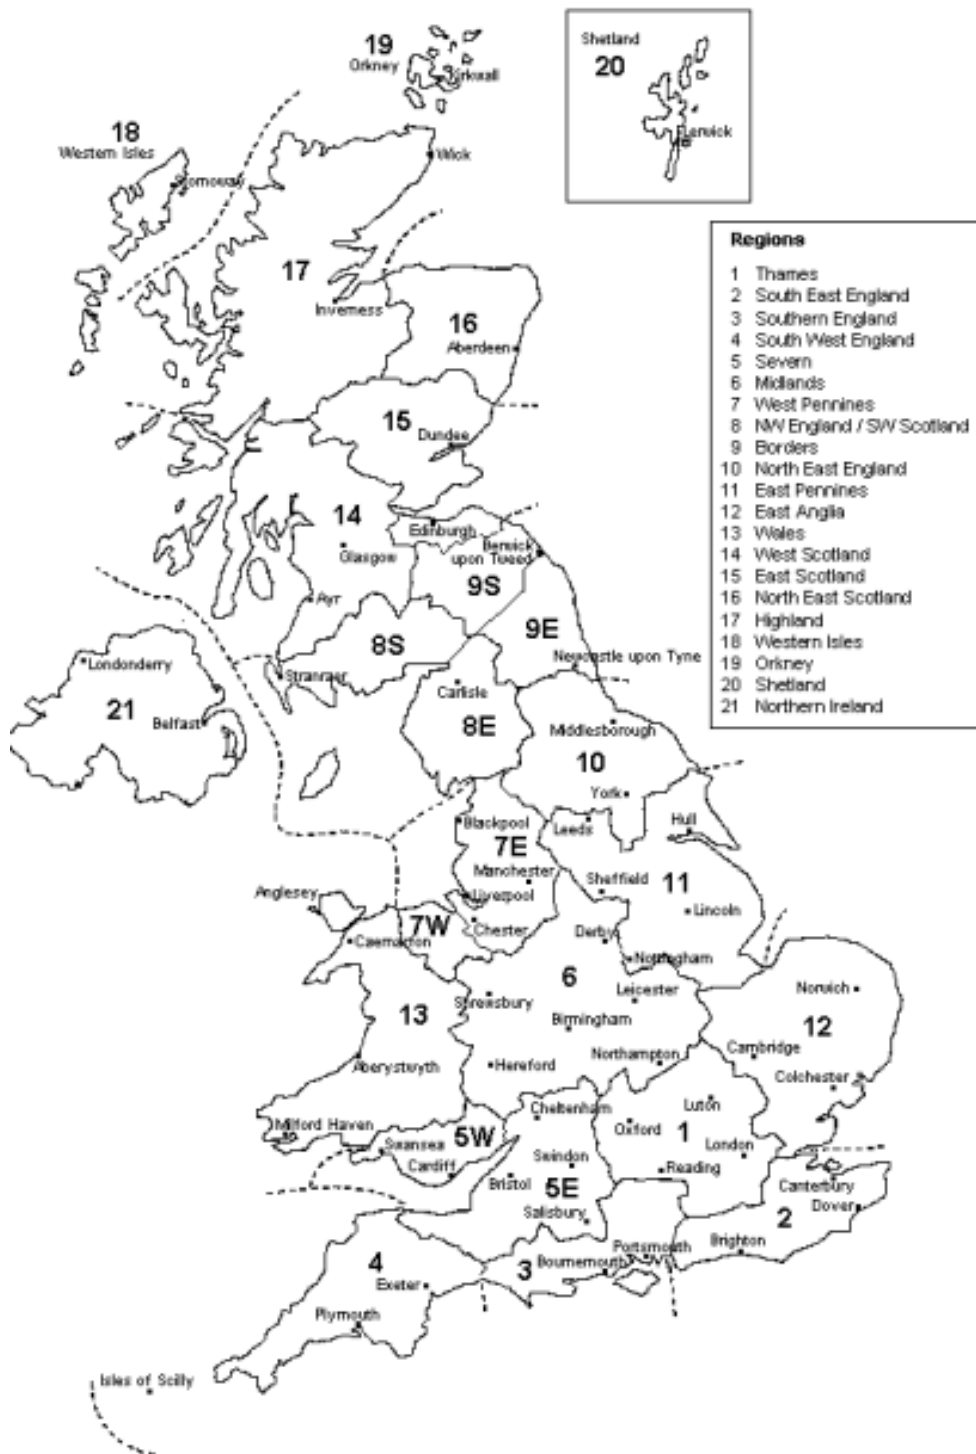 19
Orkney
Kirkwall
Shetland
20
Lerwick
18
Western Isles
Stornoway
Wick
17
Inverness
16
Aberdeen
15
Dundee
14
Glasgow
Edinburgh
Berwick
upon Tweed
9S
Ayr
8S
9E
Stranraer
Newcastle upon Tyne
Londonderry
21
Belfast
Carlisle
8E
Middlesborough
10
York
Leeds
Hull
Blackpool
7E
Manchester
Liverpool
Sheffield
11
Lincoln
Anglesey
7W
Chester
Caernarfon
Derby
Nottingham
6
Leicester
Shrewsbury
Birmingham
13
Norwich
12
Cambridge
Colchester
Aberystwyth
Hereford
Northampton
Milford Haven
Swansea
5W
Cardiff
Cheltenham
Oxford
Luton
1
London
Swindon
Reading
Bristol
5E
Salisbury
Canterbury
Dover
2
Brighton
Portsmouth
Bournemouth
3
4
Exeter
Plymouth
Isles of Scilly
Regions
1 Thames
2 South East England
3 Southern England
4 South West England
5 Severn
6 Midlands
7 West Pennines
8 NW England / SW Scotland
9 Borders
10 North East England
11 East Pennines
12 East Anglia
13 Wales
14 West Scotland
15 East Scotland
16 North East Scotland
17 Highland
18 Western Isles
19 Orkney
20 Shetland
21 Northern Ireland